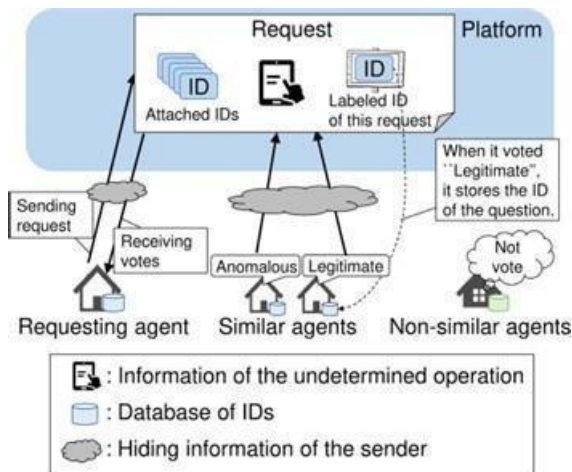 Request
Platform
ID
Attached IDs
ID
Labeled ID
of this request
When it voted
``Legitimate'',
it stores the ID
of the question.
Sending
request
Receiving
votes
Anomalous
Legitimate
Not
vote
Requesting agent
Similar agents
Non-similar agents
: Information of the undetermined operation
: Database of IDs
: Hiding information of the sender